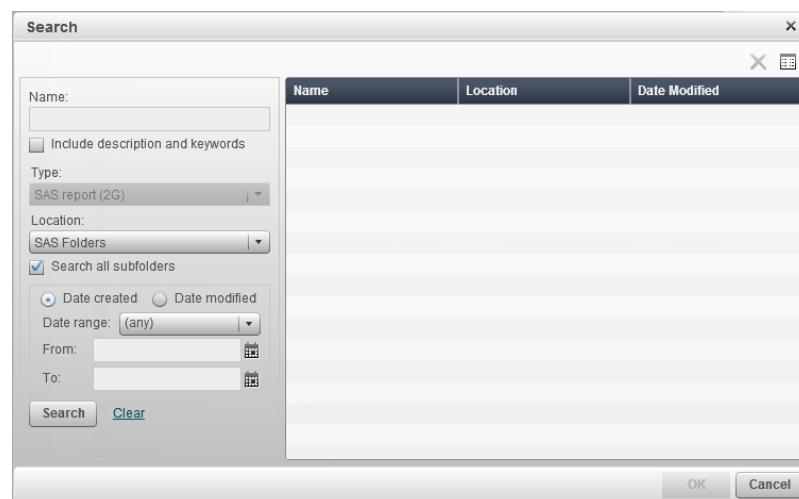 Search
Name:
Include description and keywords
Type:
SAS report (2G)
Location:
SAS Folders
Search all subfolders
Date created Date modified
Date range: (any)
From:
To:
Search Clear
Name Location Date Modified
OK Cancel